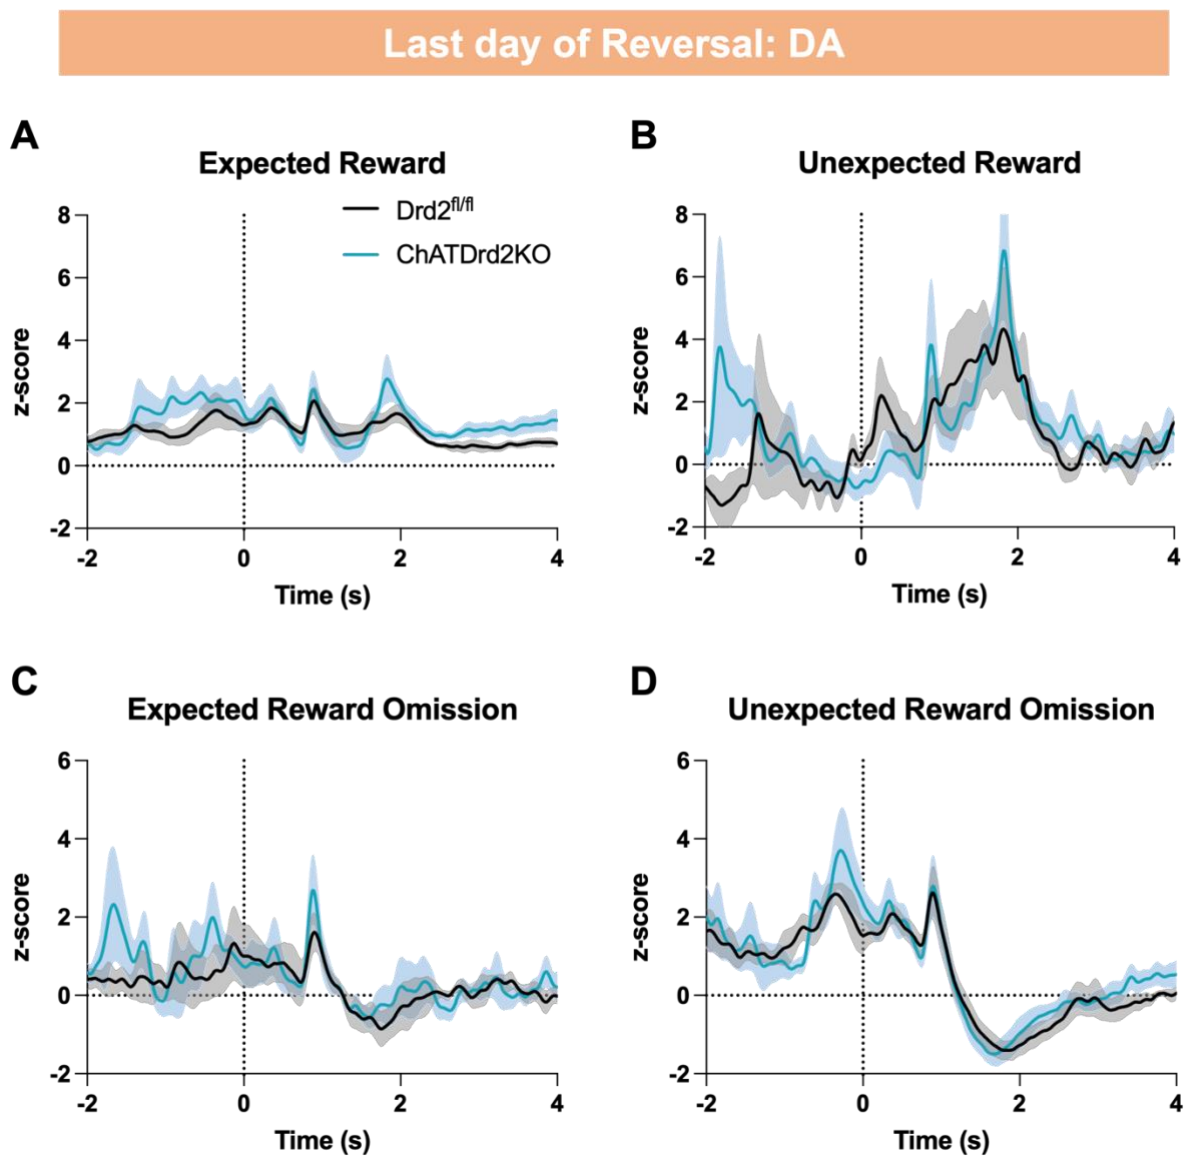 Last day of Reversal: DA
A
Expected Reward
Drd2fl/fl
ChATDrd2KO
8
6
4
2
0
-2
z-score
-2
0
2
4
Time (s)
B
Unexpected Reward
8
6
4
2
0
-2
z-score
-2
0
2
4
Time (s)
C
Expected Reward Omission
6
4
2
0
-2
z-score
-2
0
2
4
Time (s)
D
Unexpected Reward Omission
6
4
2
0
-2
z-score
-2
0
2
4
Time (s)